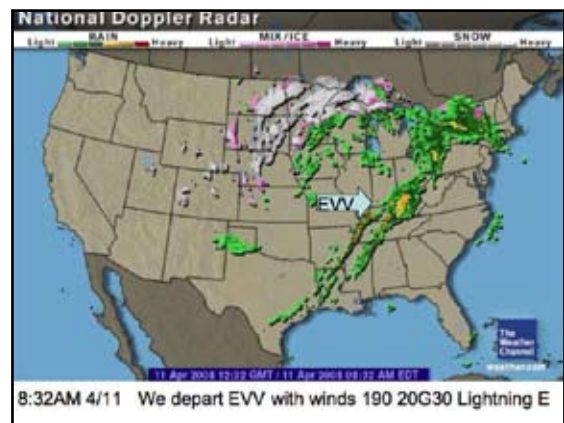 National Doppler Radar
RAIN MIX/ICE SNOW
Light Heavy Light Heavy Light Heavy
EVV
The
Weather
Channel
weather.com
11 Apr 2008 12:32 GMT / 11 Apr 2008 08:32 AM EDT
8:32AM 4/11 We depart EVV with winds 190 20G30 Lightning E